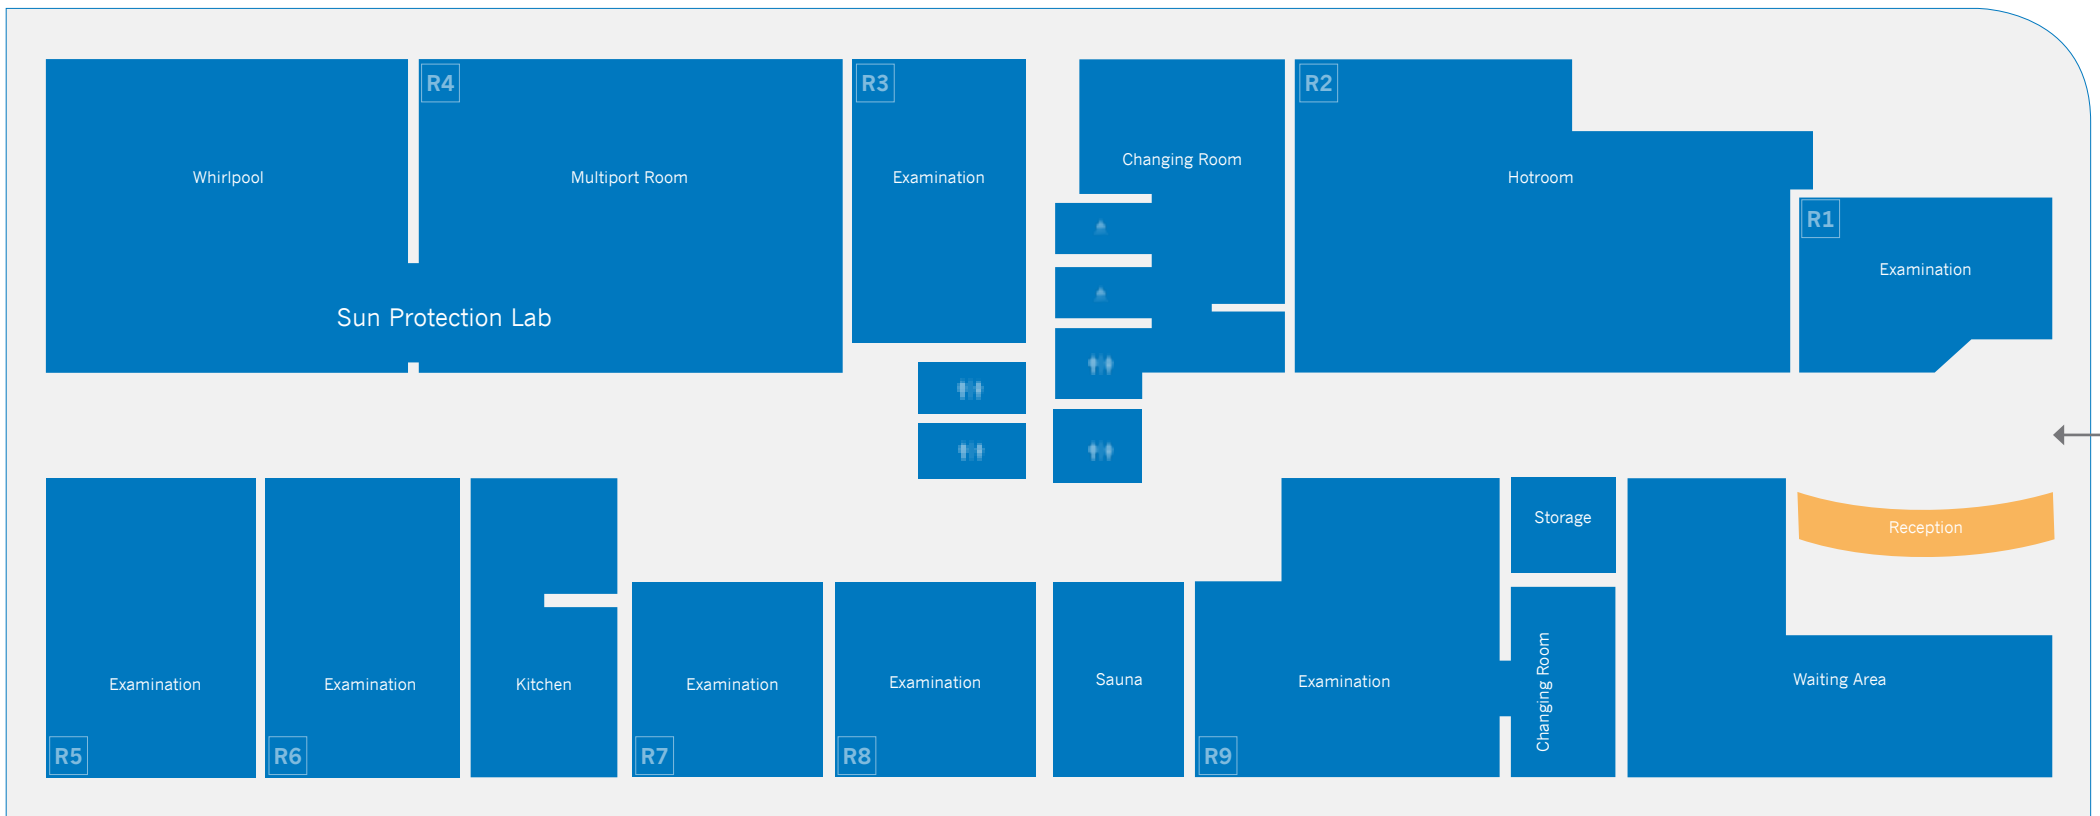 R4
R3
R2
Changing Room
Whirlpool
Multiport Room
Examination
Hotroom
R1
Examination
Sun Protection Lab
Storage
Reception
Examination
Examination
Kitchen
Examination
Examination
Sauna
Examination
Changing Room
Waiting Area
R5
R6
R7
R8
R9